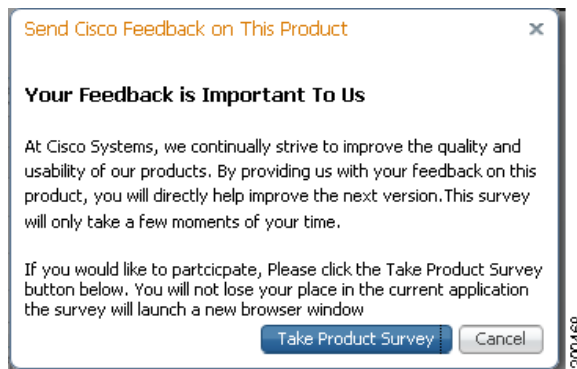 Send Cisco Feedback on This Product
Your Feedback is Important To Us
At Cisco Systems, we continually strive to improve the quality and
usability of our products. By providing us with your feedback on this
product, you will directly help improve the next version.This survey
will only take a few moments of your time.
If you would like to partcicpate, Please click the Take Product Survey
button below. You will not lose your place in the current application
the survey will launch a new browser window
Take Product Survey Cancel